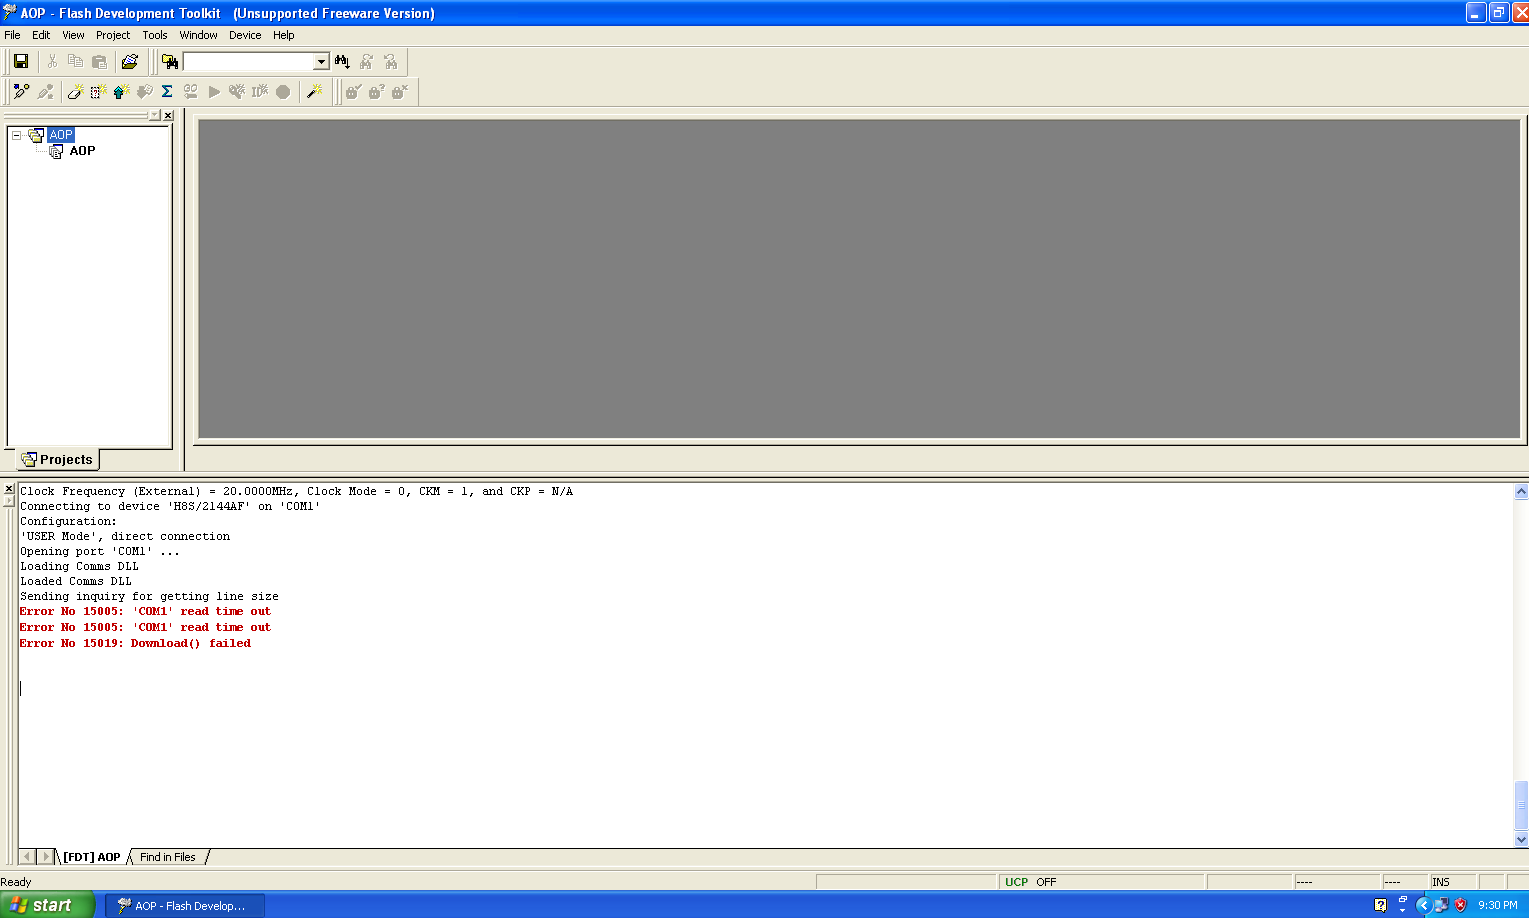 AOP - Flash Development Toolkit (Unsupported Freeware Version)
File Edit View Project Tools Window Device Help
AOP
AOP
Projects
Clock Frequency (External) = 20.0000MHz, Clock Mode = 0, CKM = 1, and CKP = N/A
Connecting to device 'H8S/2144AF' on 'COM1'
Configuration:
'USER Mode', direct connection
Opening port 'COM1' ...
Loading Comms DLL
Loaded Comms DLL
Sending inquiry for getting line size
Error No 15005: 'COM1' read time out
Error No 15005: 'COM1' read time out
Error No 15019: Download() failed
[FDT] AOP Find in Files
Ready UCP OFF ---- ---- INS
start AOP - Flash Develop... 9:30 PM